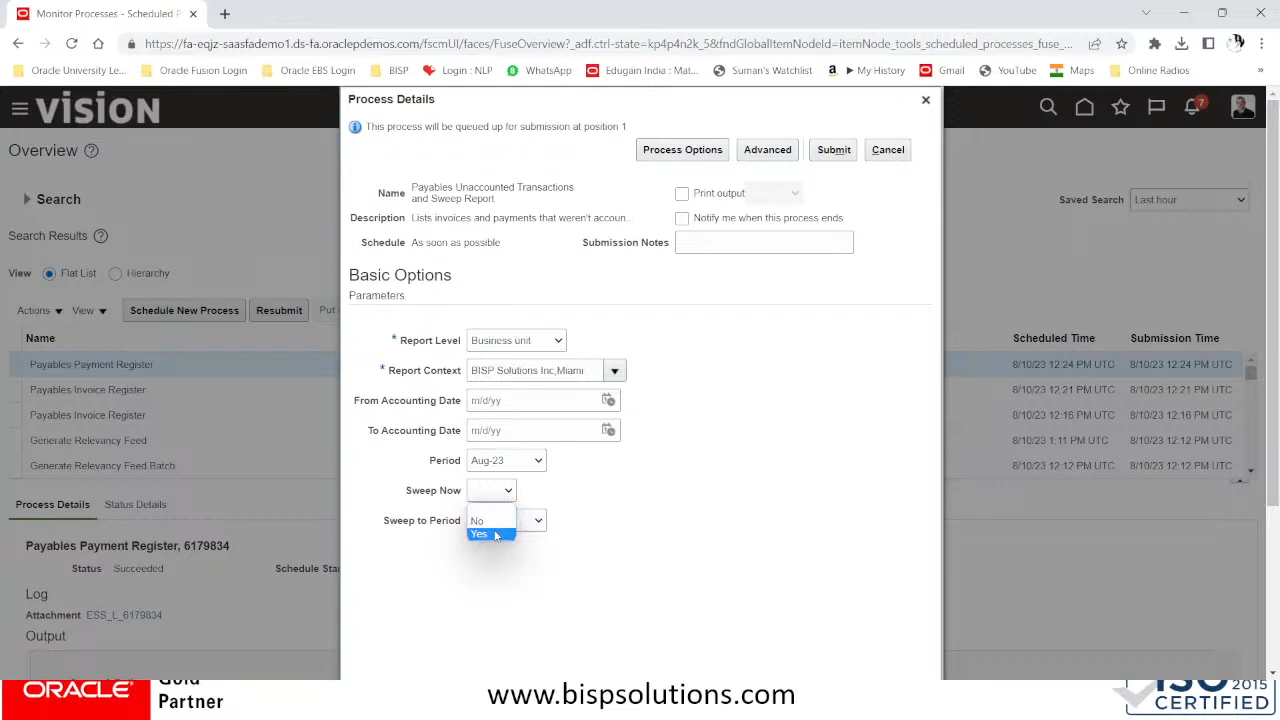 Monitor Processes - Scheduled P
https://fa-eqjz-saasfademo1.ds-fa.oraclepdemos.com/fscmUI/faces/FuseOverview?_adf.ctrl-state=kp4p4n2k_5&fndGlobalItemNodeId=itemNode_tools_scheduled_processes_fuse_...
Oracle University Le... Oracle Fusion Login Oracle EBS Login BISP Login : NLP WhatsApp Edugain India : Mat... Suman's Watchlist My History Gmail YouTube Maps Online Radios
VISION
7
Process Details
This process will be queued up for submission at position 1
Process Options Advanced Submit Cancel
Overview
Search
Saved Search Last hour
Name Payables Unaccounted Transactions and Sweep Report
Print output
Description Lists invoices and payments that weren't accoun...
Notify me when this process ends
Schedule As soon as possible
Submission Notes
Search Results
View Flat List Hierarchy
Basic Options
Parameters
Actions View Schedule New Process Resubmit Put
Name Scheduled Time Submission Time
Payables Payment Register 8/10/23 12:24 PM UTC 8/10/23 12:24 PM UTC
Payables Invoice Register 8/10/23 12:21 PM UTC 8/10/23 12:21 PM UTC
Payables Invoice Register 8/10/23 12:16 PM UTC 8/10/23 12:16 PM UTC
Generate Relevancy Feed 8/10/23 1:11 PM UTC 8/10/23 12:12 PM UTC
Generate Relevancy Feed Batch 8/10/23 12:12 PM UTC 8/10/23 12:12 PM UTC
* Report Level Business unit
* Report Context BISP Solutions Inc,Miami
From Accounting Date m/d/yy
To Accounting Date m/d/yy
Period Aug-23
Sweep Now
Sweep to Period
No
Yes
Process Details Status Details
Payables Payment Register, 6179834
Status Succeeded
Schedule Star
Log
Attachment ESS_L_6179834
Output
ORACLE
Gold
Partner
www.bispsolutions.com
ISO 2015
CERTIFIED